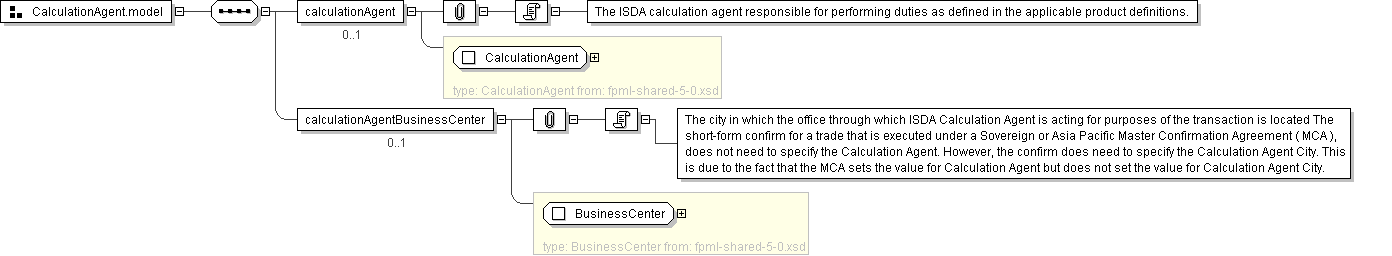 CalculationAgent.model
calculationAgent
0..1
The ISDA calculation agent responsible for performing duties as defined in the applicable product definitions.
CalculationAgent
type: CalculationAgent from: fpml-shared-5-0.xsd
calculationAgentBusinessCenter
0..1
The city in which the office through which ISDA Calculation Agent is acting for purposes of the transaction is located The
short-form confirm for a trade that is executed under a Sovereign or Asia Pacific Master Confirmation Agreement ( MCA ),
does not need to specify the Calculation Agent. However, the confirm does need to specify the Calculation Agent City. This
is due to the fact that the MCA sets the value for Calculation Agent but does not set the value for Calculation Agent City.
BusinessCenter
type: BusinessCenter from: fpml-shared-5-0.xsd